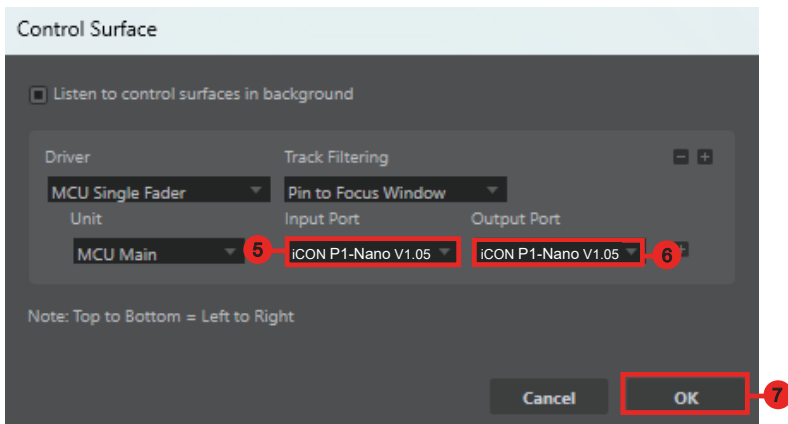 Control Surface
Listen to control surfaces in background
Driver Track Filtering
MCU Single Fader Pin to Focus Window
Unit Input Port Output Port
MCU Main 5 iCON P1-Nano V1.05 iCON P1-Nano V1.05 6
Note: Top to Bottom = Left to Right
Cancel OK 7